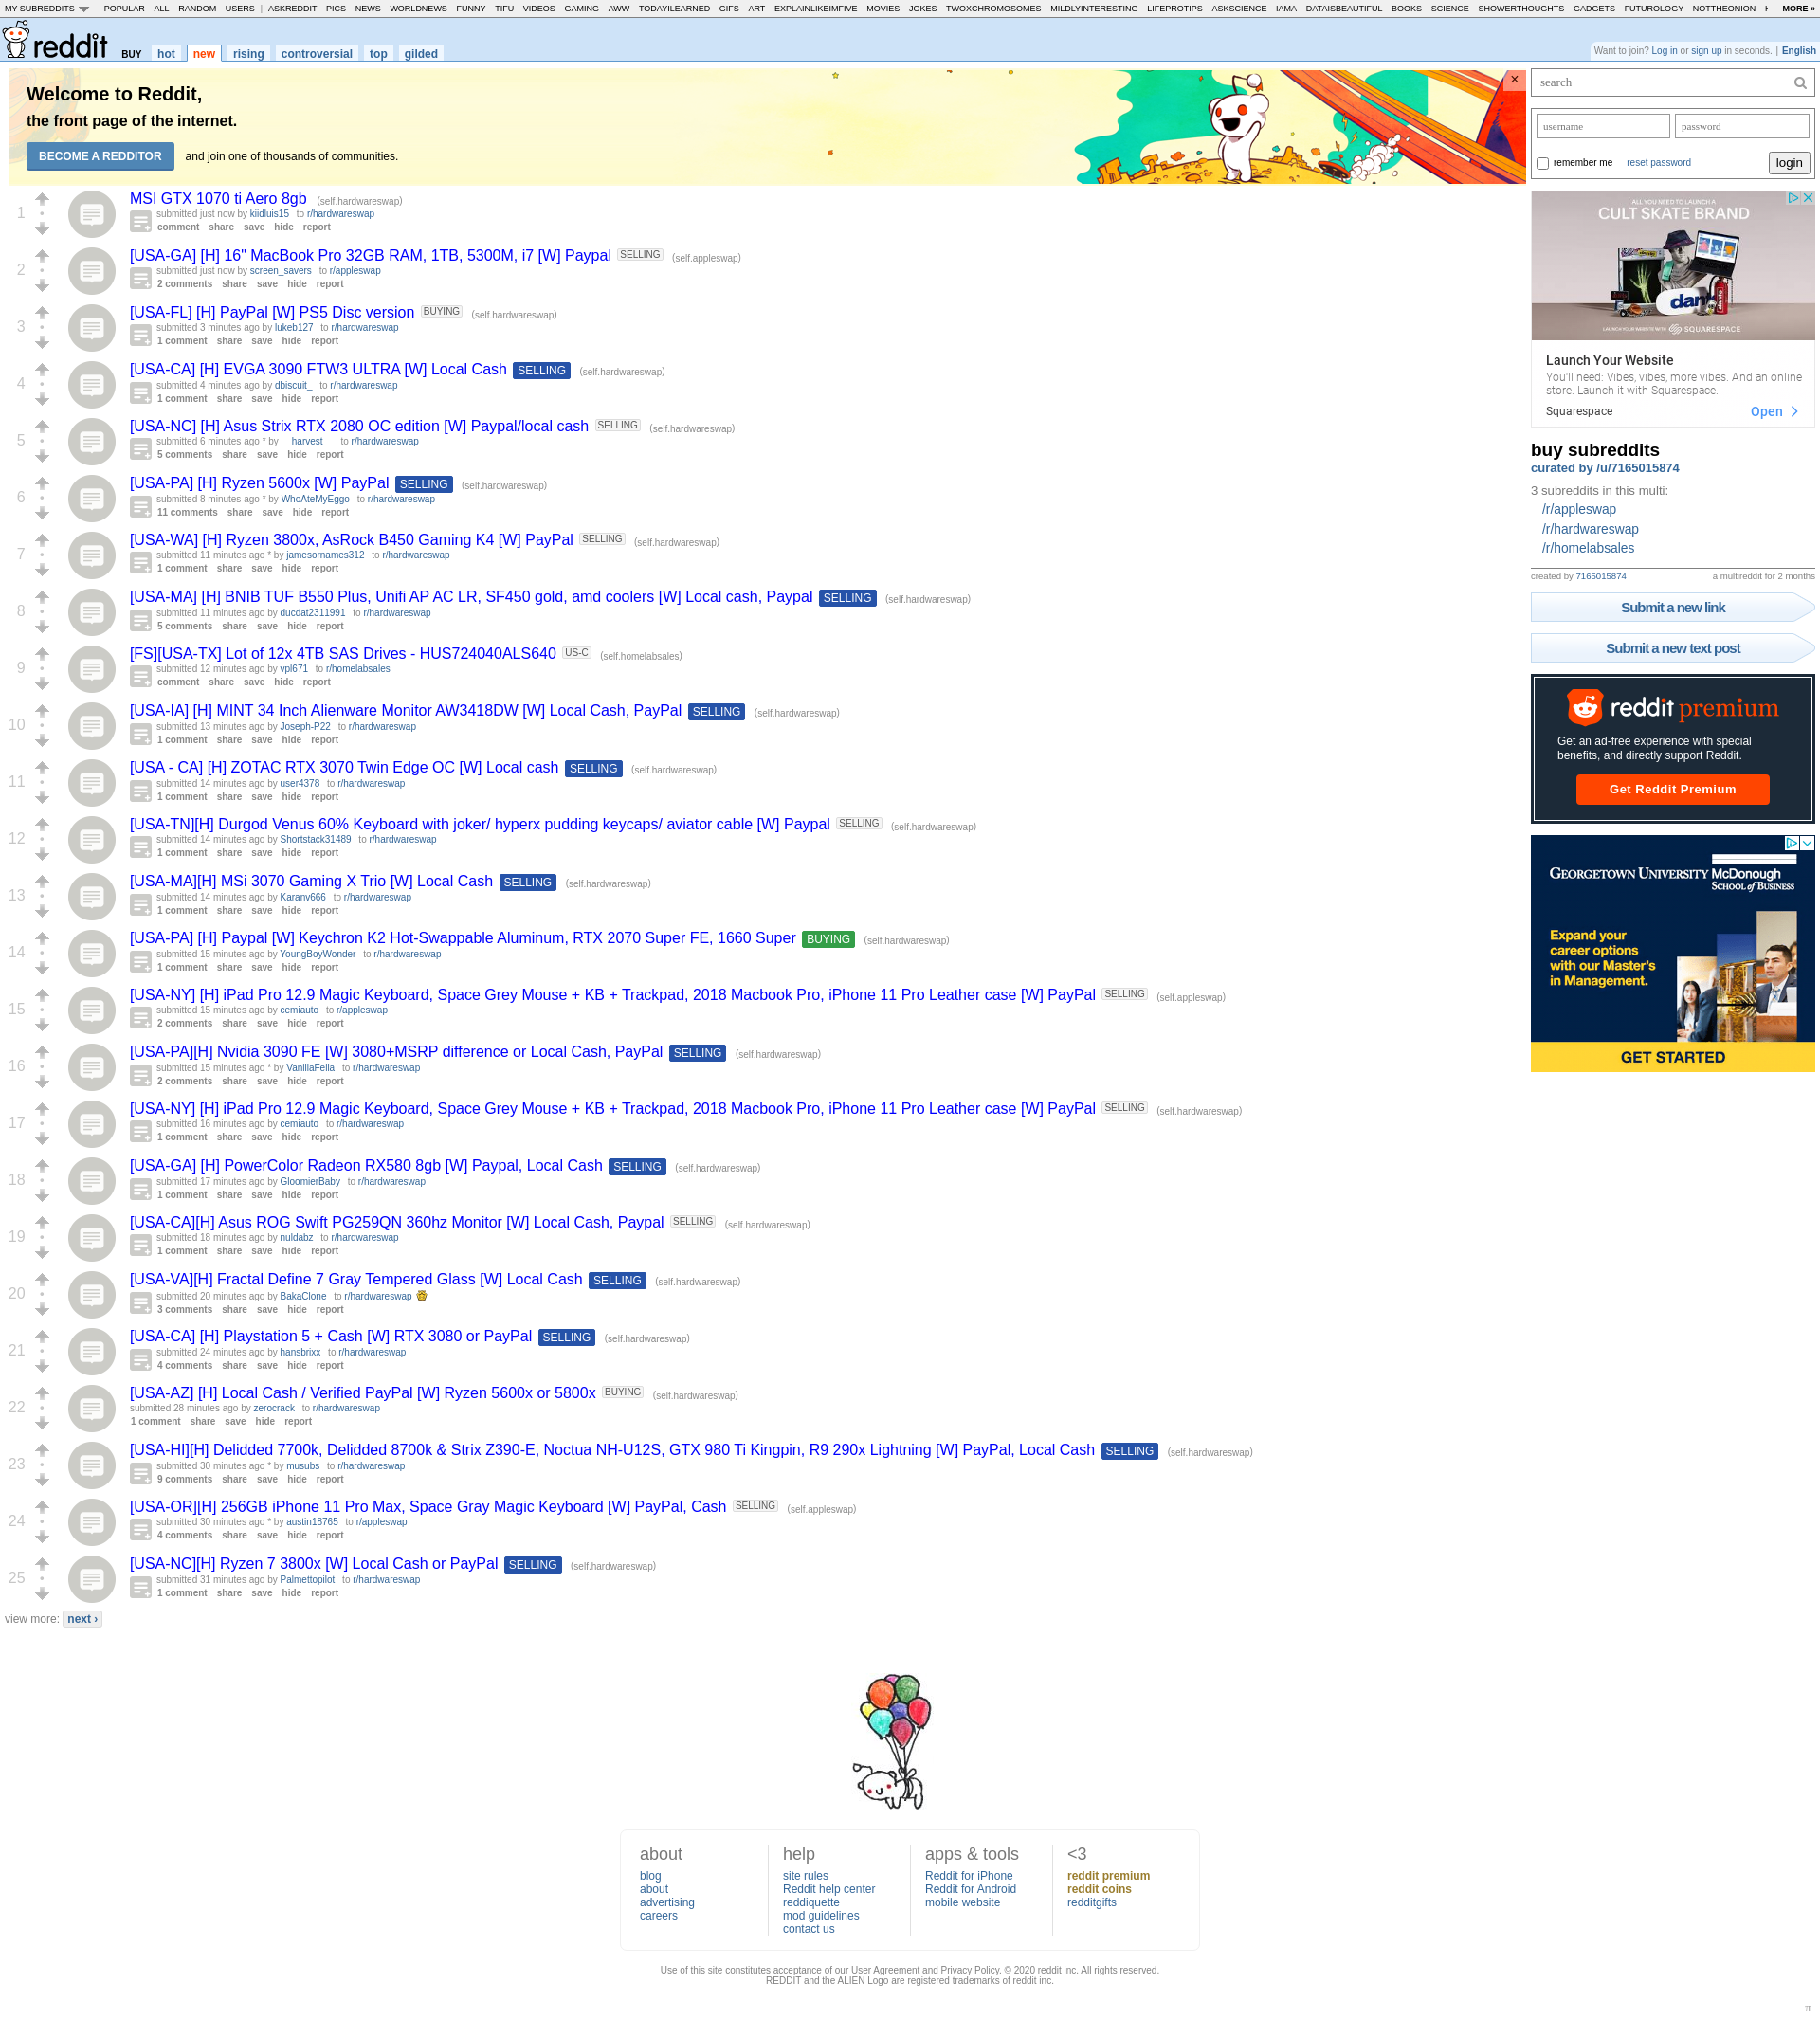 MY SUBREDDITS POPULAR - ALL - RANDOM - USERS | ASKREDDIT - PICS - NEWS - WORLDNEWS - FUNNY - TIFU - VIDEOS - GAMING - AWW - TODAYILEARNED - GIFS - ART - EXPLAINLIKEIMFIVE - MOVIES - JOKES - TWOXCHROMOSOMES - MILDLYINTERESTING - LIFEPROTIPS - ASKSCIENCE - IAMA - DATAISBEAUTIFUL - BOOKS - SCIENCE - SHOWERTHOUGHTS - GADGETS - FUTUROLOGY - NOTTHEONION - MORE »
reddit BUY hot new rising controversial top gilded
Want to join? Log in or sign up in seconds. | English
Welcome to Reddit,
the front page of the internet.
BECOME A REDDITOR and join one of thousands of communities.
×
1
MSI GTX 1070 ti Aero 8gb (self.hardwareswap)
submitted just now by kiidluis15 to r/hardwareswap
comment share save hide report
2
[USA-GA] [H] 16" MacBook Pro 32GB RAM, 1TB, 5300M, i7 [W] Paypal SELLING (self.appleswap)
submitted just now by screen_savers to r/appleswap
2 comments share save hide report
3
[USA-FL] [H] PayPal [W] PS5 Disc version BUYING (self.hardwareswap)
submitted 3 minutes ago by lukeb127 to r/hardwareswap
1 comment share save hide report
4
[USA-CA] [H] EVGA 3090 FTW3 ULTRA [W] Local Cash SELLING (self.hardwareswap)
submitted 4 minutes ago by dbiscuit_ to r/hardwareswap
1 comment share save hide report
5
[USA-NC] [H] Asus Strix RTX 2080 OC edition [W] Paypal/local cash SELLING (self.hardwareswap)
submitted 6 minutes ago * by __harvest__ to r/hardwareswap
5 comments share save hide report
6
[USA-PA] [H] Ryzen 5600x [W] PayPal SELLING (self.hardwareswap)
submitted 8 minutes ago * by WhoAteMyEggo to r/hardwareswap
11 comments share save hide report
7
[USA-WA] [H] Ryzen 3800x, AsRock B450 Gaming K4 [W] PayPal SELLING (self.hardwareswap)
submitted 11 minutes ago * by jamesornames312 to r/hardwareswap
1 comment share save hide report
8
[USA-MA] [H] BNIB TUF B550 Plus, Unifi AP AC LR, SF450 gold, amd coolers [W] Local cash, Paypal SELLING (self.hardwareswap)
submitted 11 minutes ago by ducdat2311991 to r/hardwareswap
5 comments share save hide report
9
[FS][USA-TX] Lot of 12x 4TB SAS Drives - HUS724040ALS640 US-C (self.homelabsales)
submitted 12 minutes ago by vpl671 to r/homelabsales
comment share save hide report
10
[USA-IA] [H] MINT 34 Inch Alienware Monitor AW3418DW [W] Local Cash, PayPal SELLING (self.hardwareswap)
submitted 13 minutes ago by Joseph-P22 to r/hardwareswap
1 comment share save hide report
11
[USA - CA] [H] ZOTAC RTX 3070 Twin Edge OC [W] Local cash SELLING (self.hardwareswap)
submitted 14 minutes ago by user4378 to r/hardwareswap
1 comment share save hide report
12
[USA-TN][H] Durgod Venus 60% Keyboard with joker/ hyperx pudding keycaps/ aviator cable [W] Paypal SELLING (self.hardwareswap)
submitted 14 minutes ago by Shortstack31489 to r/hardwareswap
1 comment share save hide report
13
[USA-MA][H] MSi 3070 Gaming X Trio [W] Local Cash SELLING (self.hardwareswap)
submitted 14 minutes ago by Karanv666 to r/hardwareswap
1 comment share save hide report
14
[USA-PA] [H] Paypal [W] Keychron K2 Hot-Swappable Aluminum, RTX 2070 Super FE, 1660 Super BUYING (self.hardwareswap)
submitted 15 minutes ago by YoungBoyWonder to r/hardwareswap
1 comment share save hide report
15
[USA-NY] [H] iPad Pro 12.9 Magic Keyboard, Space Grey Mouse + KB + Trackpad, 2018 Macbook Pro, iPhone 11 Pro Leather case [W] PayPal SELLING (self.appleswap)
submitted 15 minutes ago by cemiauto to r/appleswap
2 comments share save hide report
16
[USA-PA][H] Nvidia 3090 FE [W] 3080+MSRP difference or Local Cash, PayPal SELLING (self.hardwareswap)
submitted 15 minutes ago * by VanillaFella to r/hardwareswap
2 comments share save hide report
17
[USA-NY] [H] iPad Pro 12.9 Magic Keyboard, Space Grey Mouse + KB + Trackpad, 2018 Macbook Pro, iPhone 11 Pro Leather case [W] PayPal SELLING (self.hardwareswap)
submitted 16 minutes ago by cemiauto to r/hardwareswap
1 comment share save hide report
18
[USA-GA] [H] PowerColor Radeon RX580 8gb [W] Paypal, Local Cash SELLING (self.hardwareswap)
submitted 17 minutes ago by GloomierBaby to r/hardwareswap
1 comment share save hide report
19
[USA-CA][H] Asus ROG Swift PG259QN 360hz Monitor [W] Local Cash, Paypal SELLING (self.hardwareswap)
submitted 18 minutes ago by nuldabz to r/hardwareswap
1 comment share save hide report
20
[USA-VA][H] Fractal Define 7 Gray Tempered Glass [W] Local Cash SELLING (self.hardwareswap)
submitted 20 minutes ago by BakaClone to r/hardwareswap
3 comments share save hide report
21
[USA-CA] [H] Playstation 5 + Cash [W] RTX 3080 or PayPal SELLING (self.hardwareswap)
submitted 24 minutes ago by hansbrixx to r/hardwareswap
4 comments share save hide report
22
[USA-AZ] [H] Local Cash / Verified PayPal [W] Ryzen 5600x or 5800x BUYING (self.hardwareswap)
submitted 28 minutes ago by zerocrack to r/hardwareswap
1 comment share save hide report
23
[USA-HI][H] Delidded 7700k, Delidded 8700k & Strix Z390-E, Noctua NH-U12S, GTX 980 Ti Kingpin, R9 290x Lightning [W] PayPal, Local Cash SELLING (self.hardwareswap)
submitted 30 minutes ago * by musubs to r/hardwareswap
9 comments share save hide report
24
[USA-OR][H] 256GB iPhone 11 Pro Max, Space Gray Magic Keyboard [W] PayPal, Cash SELLING (self.appleswap)
submitted 30 minutes ago * by austin18765 to r/appleswap
4 comments share save hide report
25
[USA-NC][H] Ryzen 7 3800x [W] Local Cash or PayPal SELLING (self.hardwareswap)
submitted 31 minutes ago by Palmettopilot to r/hardwareswap
1 comment share save hide report
view more: next ›
search
username password
remember me reset password login
ALL YOU NEED TO LAUNCH A
CULT SKATE BRAND
dank
LAUNCH YOUR WEBSITE WITH SQUARESPACE
Launch Your Website
You'll need: Vibes, vibes, more vibes. And an online
store. Launch it with Squarespace.
Squarespace Open
buy subreddits
curated by /u/7165015874
3 subreddits in this multi:
/r/appleswap
/r/hardwareswap
/r/homelabsales
created by 7165015874 a multireddit for 2 months
Submit a new link
Submit a new text post
reddit premium
Get an ad-free experience with special
benefits, and directly support Reddit.
Get Reddit Premium
GEORGETOWN UNIVERSITY McDonough
SCHOOL of BUSINESS
Expand your
career options
with our Master's
in Management.
GET STARTED
about
blog
about
advertising
careers
help
site rules
Reddit help center
reddiquette
mod guidelines
contact us
apps & tools
Reddit for iPhone
Reddit for Android
mobile website
<3
reddit premium
reddit coins
redditgifts
Use of this site constitutes acceptance of our User Agreement and Privacy Policy. © 2020 reddit inc. All rights reserved.
REDDIT and the ALIEN Logo are registered trademarks of reddit inc.
π